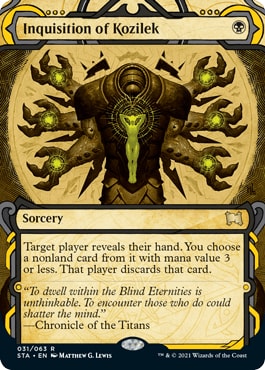 Inquisition of Kozilek
Sorcery
Target player reveals their hand. You choose
a nonland card from it with mana value 3
or less. That player discards that card.
“To dwell within the Blind Eternities is
unthinkable. To encounter those who do could
shatter the mind.”
—Chronicle of the Titans
031/063 R
STA • EN MATTHEW G. LEWIS
™ & © 2021 Wizards of the Coast